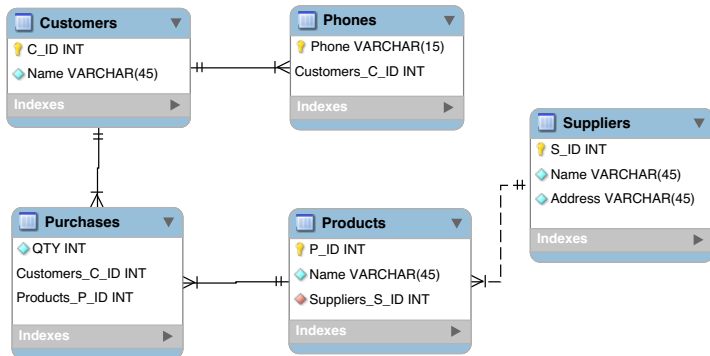 Customers
C_ID INT
Name VARCHAR(45)
Indexes
Phones
Phone VARCHAR(15)
Customers_C_ID INT
Indexes
Suppliers
S_ID INT
Name VARCHAR(45)
Address VARCHAR(45)
Indexes
Purchases
QTY INT
Customers_C_ID INT
Products_P_ID INT
Indexes
Products
P_ID INT
Name VARCHAR(45)
Suppliers_S_ID INT
Indexes